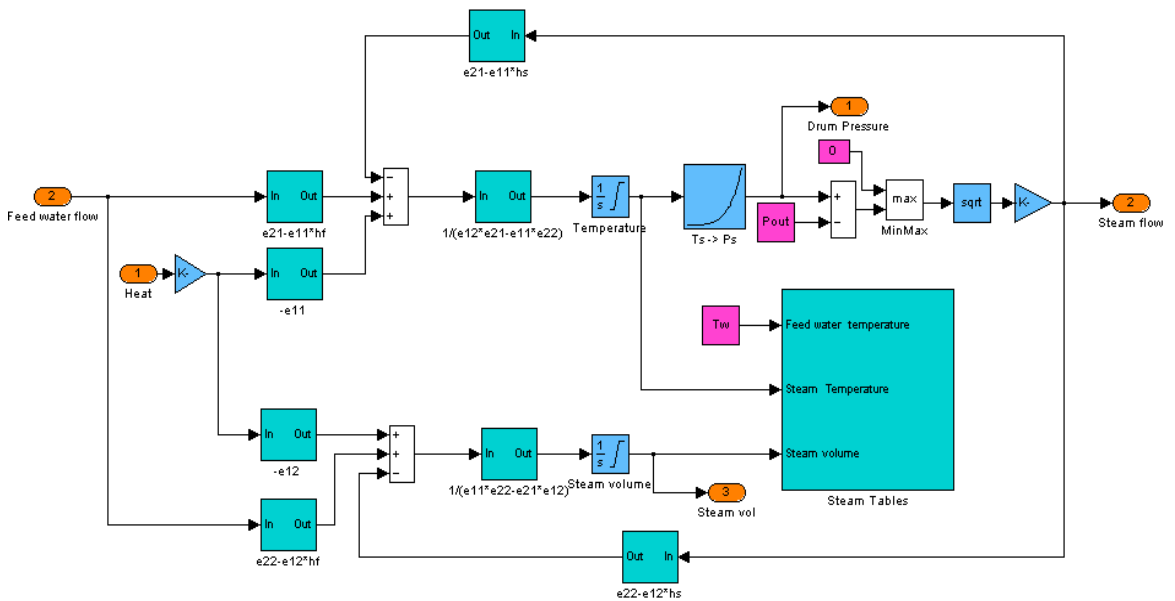 Out In
e21-e11*hs
1
Drum Pressure
0
2
Feed water flow
In Out
e21-e11*hf
−
+
+
In Out
1/(e12*e21-e11*e22)
1
s
Temperature
Ts -> Ps
Pout
+
−
max
MinMax
sqrt
K-
2
Steam flow
1
Heat
K-
In Out
-e11
Tw
Feed water temperature
Steam Temperature
Steam volume
Steam Tables
In Out
-e12
+
+
−
In Out
1/(e11*e22-e21*e12)
1
s
Steam volume
3
Steam vol
In Out
e22-e12*hf
Out In
e22-e12*hs